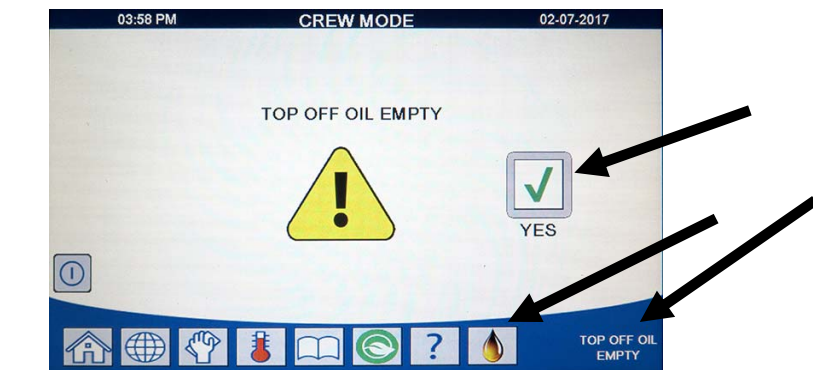 03:58 PM CREW MODE 02-07-2017
TOP OFF OIL EMPTY
!
YES
?
TOP OFF OIL
EMPTY